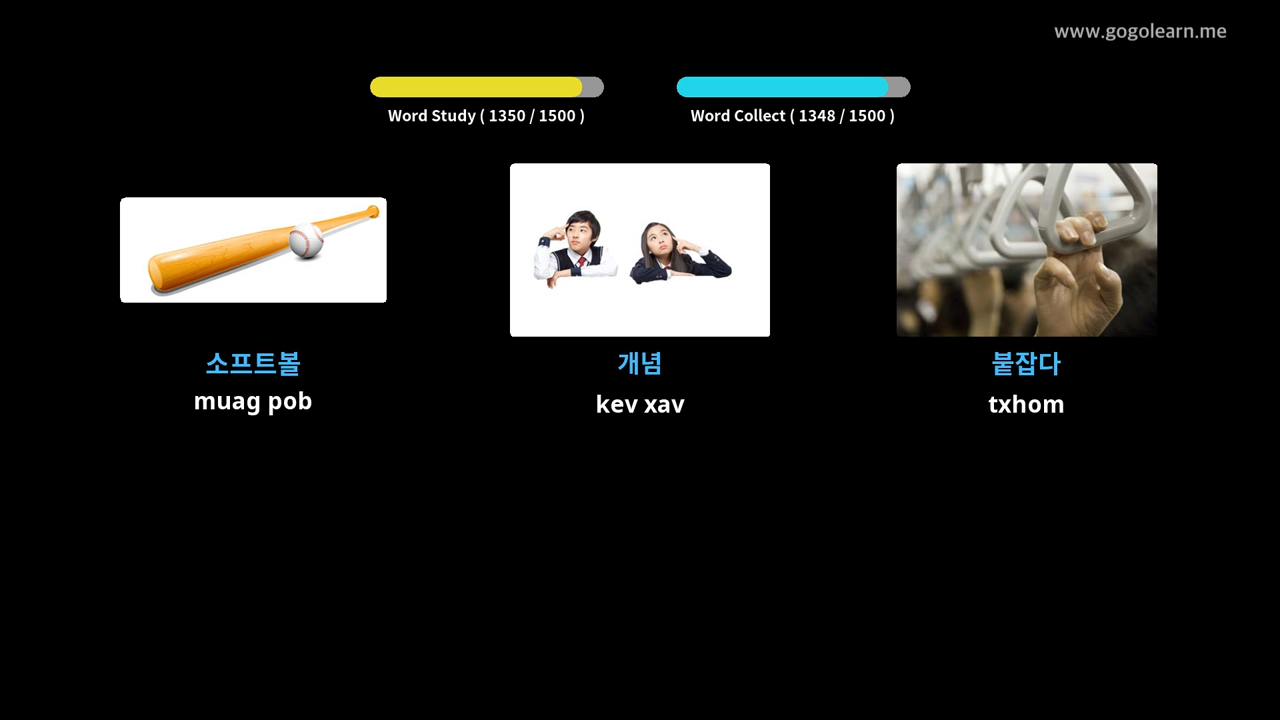 www.gogolearn.me
Word Study ( 1350 / 1500 )
Word Collect ( 1348 / 1500 )
소프트볼
muag pob
개념
kev xav
붙잡다
txhom